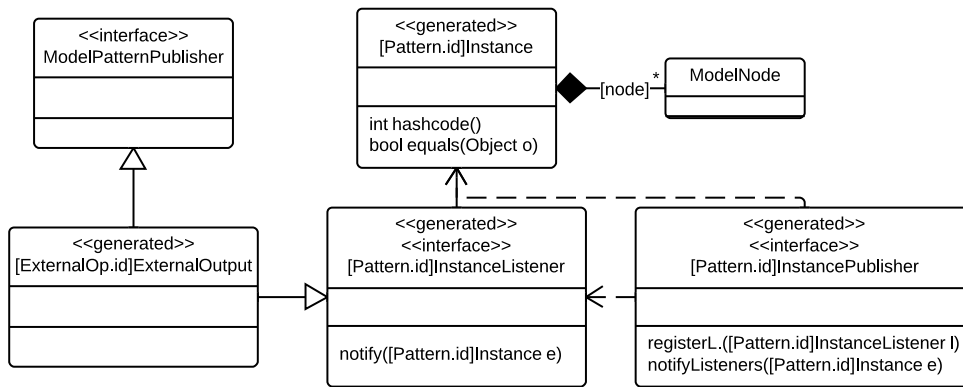 <<interface>>
ModelPatternPublisher
<<generated>>
[Pattern.id]Instance
int hashcode()
bool equals(Object o)
[node]
*
ModelNode
<<generated>>
[ExternalOp.id]ExternalOutput
<<generated>>
<<interface>>
[Pattern.id]InstanceListener
notify([Pattern.id]Instance e)
<<generated>>
<<interface>>
[Pattern.id]InstancePublisher
registerL.([Pattern.id]InstanceListener l)
notifyListeners([Pattern.id]Instance e)